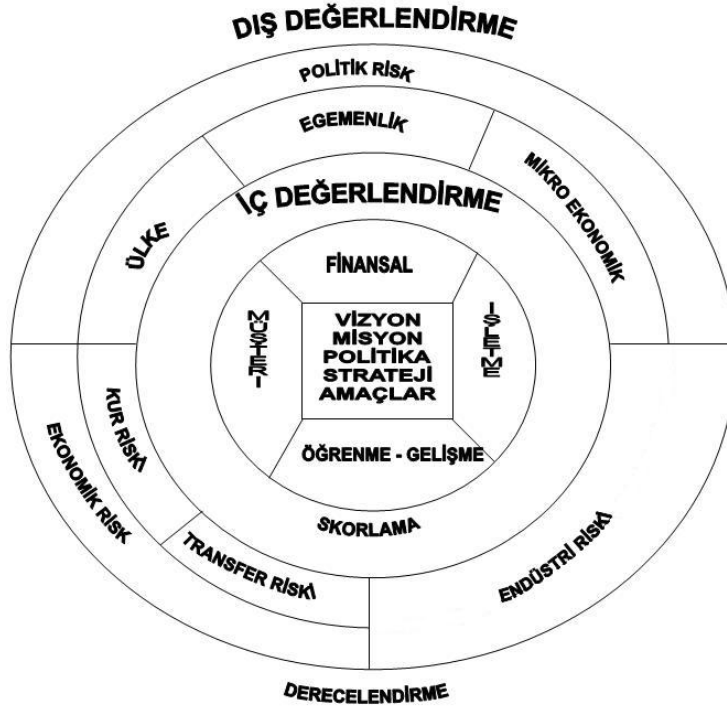 DIŞ DEĞERLENDİRME
POLİTİK RİSK
EGEMENLİK
MİKRO EKONOMİK
ÜLKE
İÇ DEĞERLENDİRME
FİNANSAL
MÜŞTERİ
İŞLETME
VİZYON
MİSYON
POLİTİKA
STRATEJİ
AMAÇLAR
ÖĞRENME - GELİŞME
SKORLAMA
KUR RİSKİ
TRANSFER RİSKİ
EKONOMİK RİSK
ENDÜSTRİ RİSKİ
DERECELENDİRME